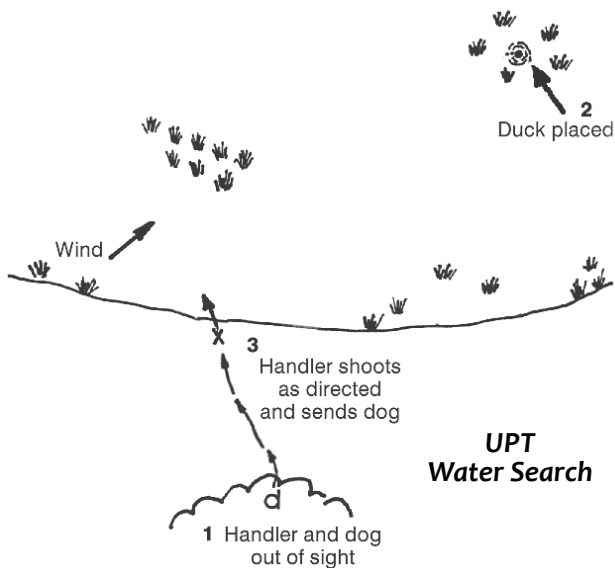 2
Duck placed
Wind
X
3
Handler shoots
as directed
and sends dog
UPT
Water Search
d
1 Handler and dog
out of sight